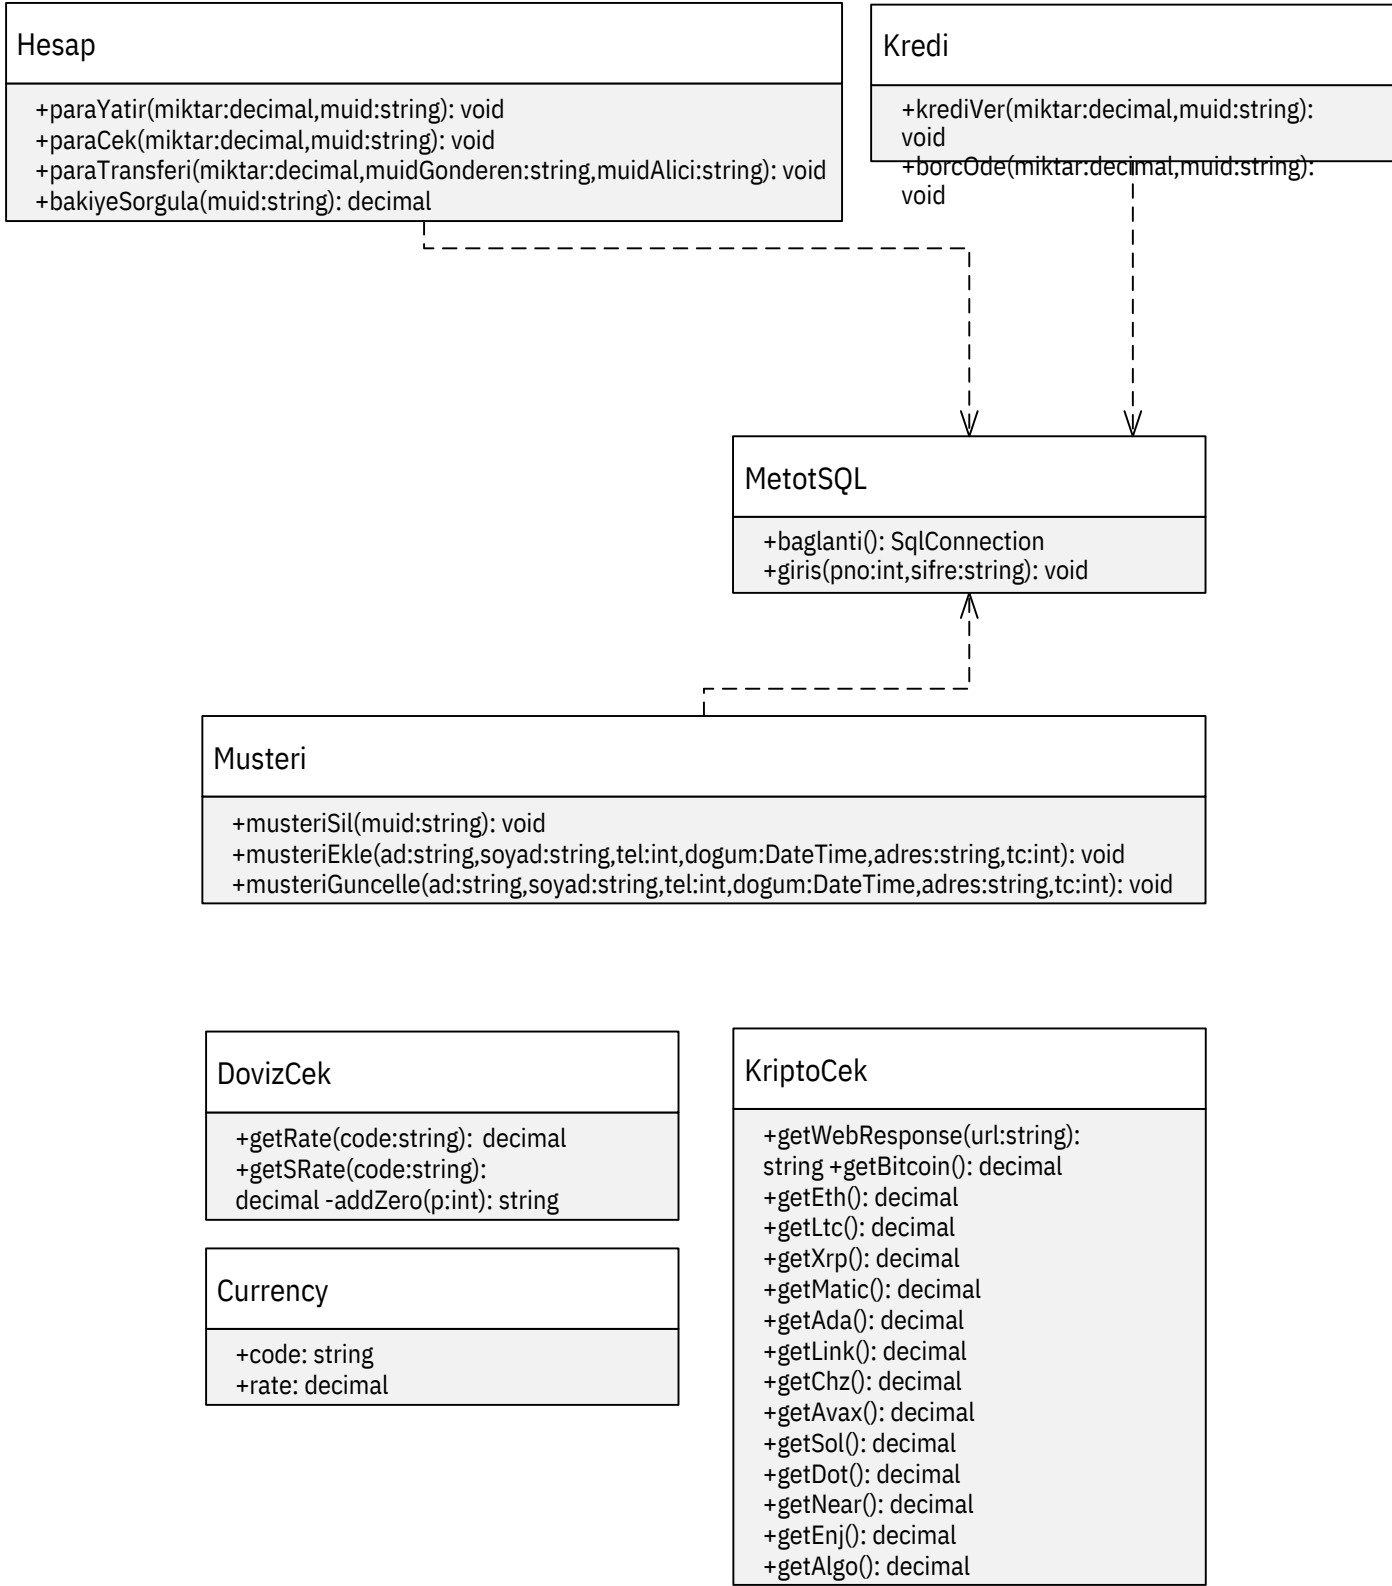 Hesap
+paraYatir(miktar:decimal,muid:string): void
+paraCek(miktar:decimal,muid:string): void
+paraTransferi(miktar:decimal,muidGonderen:string,muidAlici:string): void
+bakiyeSorgula(muid:string): decimal
Kredi
+krediVer(miktar:decimal,muid:string):
void
+borcOde(miktar:decimal,muid:string):
void
MetotSQL
+baglanti(): SqlConnection
+giris(pno:int,sifre:string): void
Musteri
+musteriSil(muid:string): void
+musteriEkle(ad:string,soyad:string,tel:int,dogum:DateTime,adres:string,tc:int): void
+musteriGuncelle(ad:string,soyad:string,tel:int,dogum:DateTime,adres:string,tc:int): void
DovizCek
+getRate(code:string): decimal
+getSRate(code:string):
decimal -addZero(p:int): string
Currency
+code: string
+rate: decimal
KriptoCek
+getWebResponse(url:string):
string +getBitcoin(): decimal
+getEth(): decimal
+getLtc(): decimal
+getXrp(): decimal
+getMatic(): decimal
+getAda(): decimal
+getLink(): decimal
+getChz(): decimal
+getAvax(): decimal
+getSol(): decimal
+getDot(): decimal
+getNear(): decimal
+getEnj(): decimal
+getAlgo(): decimal